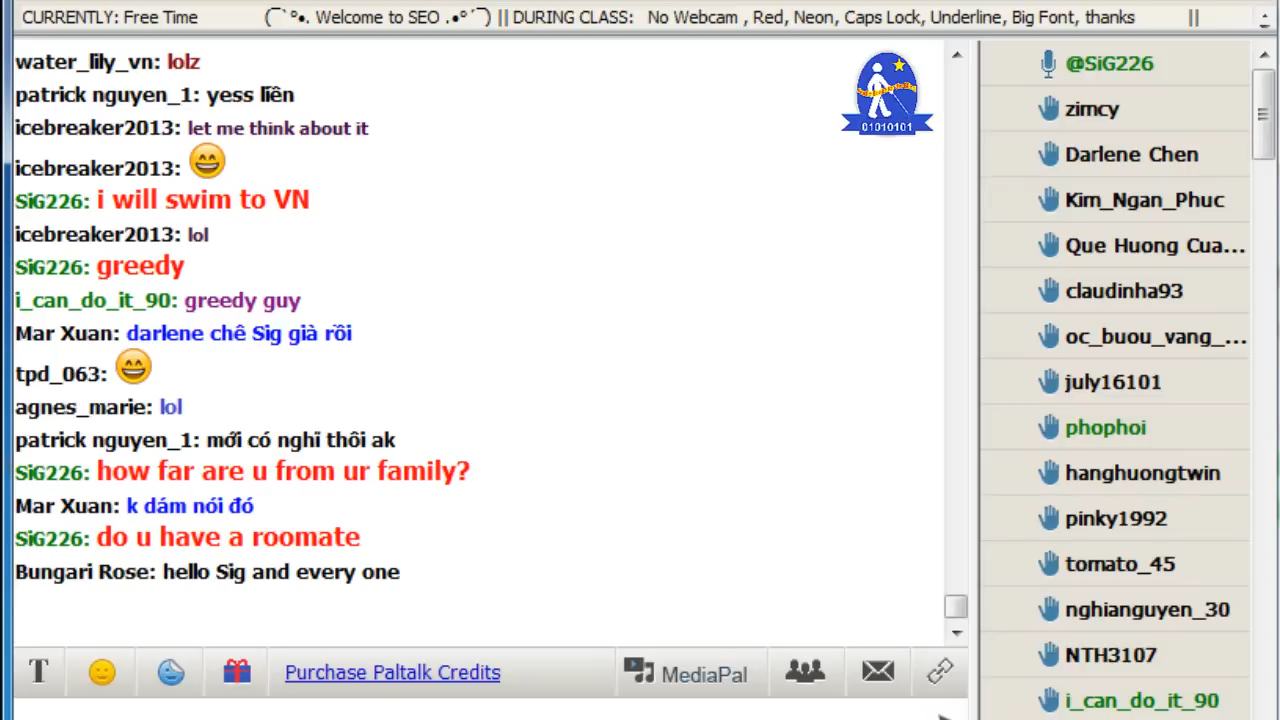 CURRENTLY: Free Time (¯`°•. Welcome to SEO .•°´¯) || DURING CLASS: No Webcam , Red, Neon, Caps Lock, Underline, Big Font, thanks ||
water_lily_vn: lolz
patrick nguyen_1: yess liên
icebreaker2013: let me think about it
icebreaker2013:
SiG226: i will swim to VN
icebreaker2013: lol
SiG226: greedy
i_can_do_it_90: greedy guy
Mar Xuan: darlene chê Sig già rồi
tpd_063:
agnes_marie: lol
patrick nguyen_1: mới có nghĩ thôi ak
SiG226: how far are u from ur family?
Mar Xuan: k dám nói đó
SiG226: do u have a roomate
Bungari Rose: hello Sig and every one
01010101
@SiG226
zimcy
Darlene Chen
Kim_Ngan_Phuc
Que Huong Cua...
claudinha93
oc_buou_vang_...
july16101
phophoi
hanghuongtwin
pinky1992
tomato_45
nghianguyen_30
NTH3107
i_can_do_it_90
T
Purchase Paltalk Credits
MediaPal